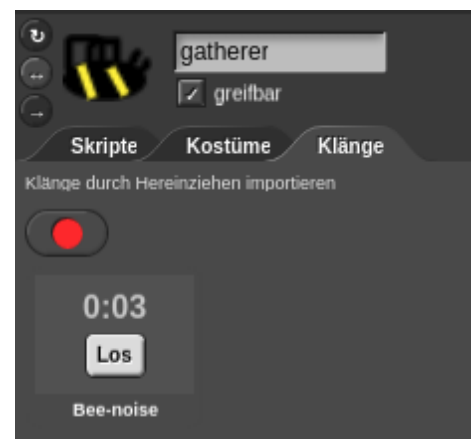 gatherer
greifbar
Skripte Kostüme Klänge
Klänge durch Hereinziehen importieren
0:03
Los
Bee-noise